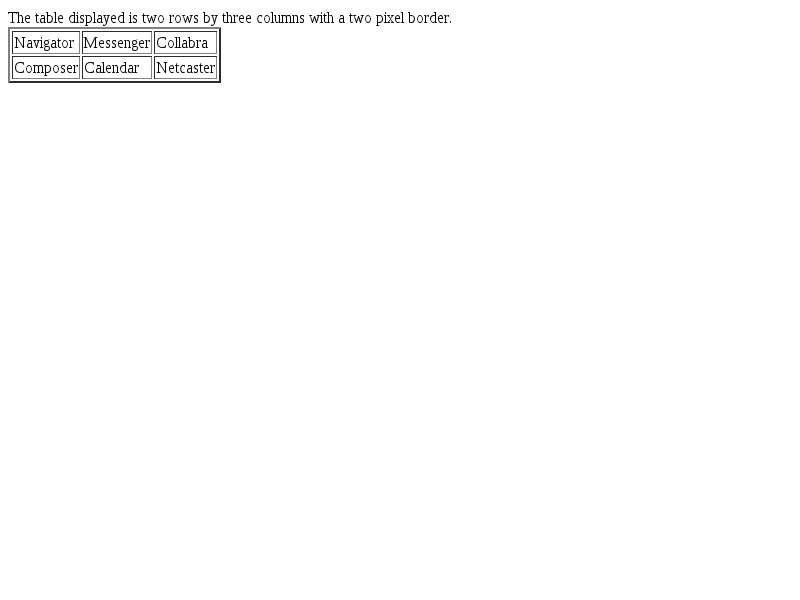 The table displayed is two rows by three columns with a two pixel border.
Navigator Messenger Collabra
Composer Calendar Netcaster